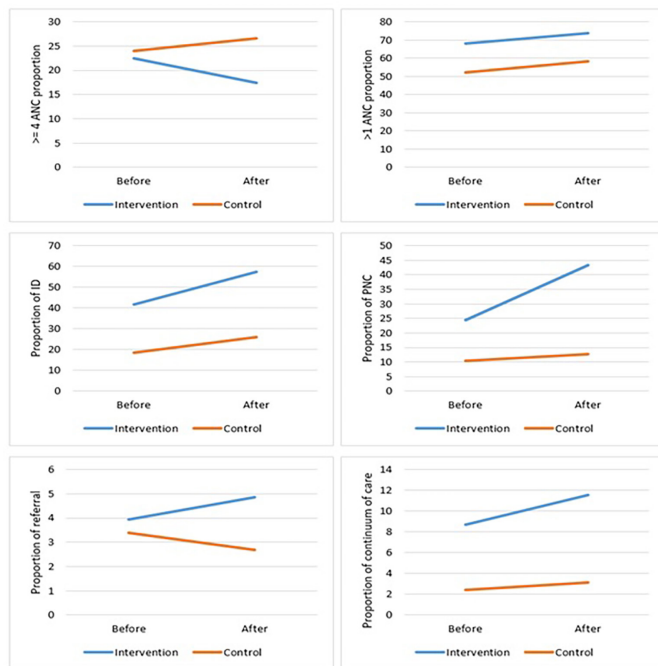 >= 4 ANC proportion
30
25
20
15
10
5
0
Before After
Intervention Control
>1 ANC proportion
80
70
60
50
40
30
20
10
0
Before After
Intervention Control
Proportion of ID
70
60
50
40
30
20
10
0
Before After
Intervention Control
Proportion of PNC
50
45
40
35
30
25
20
15
10
5
0
Before After
Intervention Control
Proportion of referral
6
5
4
3
2
1
0
Before After
Intervention Control
Proportion of continuum of care
14
12
10
8
6
4
2
0
Before After
Intervention Control